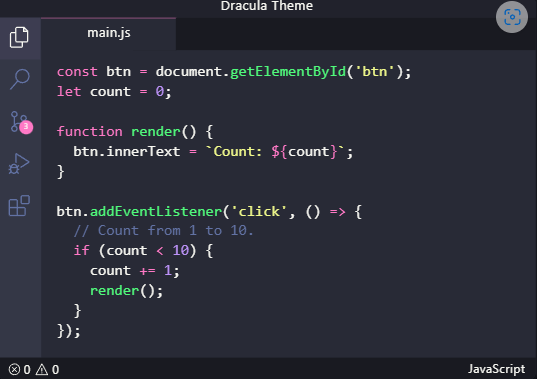 Dracula Theme
main.js
const btn = document.getElementById('btn');
let count = 0;
function render() {
  btn.innerText = `Count: ${count}`;
}
btn.addEventListener('click', () => {
  // Count from 1 to 10.
  if (count < 10) {
    count += 1;
    render();
  }
});
3
0 0
JavaScript